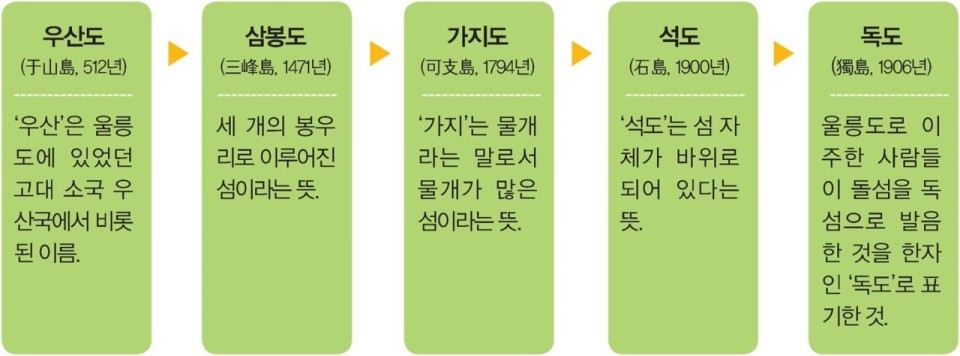 우산도
(于山島, 512년)
‘우산’은 울릉
도에 있었던
고대 소국 우
산국에서 비롯
된 이름.
삼봉도
(三峰島, 1471년)
세 개의 봉우
리로 이루어진
섬이라는 뜻.
가지도
(可支島, 1794년)
‘가지’는 물개
라는 말로서
물개가 많은
섬이라는 뜻.
석도
(石島, 1900년)
‘석도’는 섬 자
체가 바위로
되어 있다는
뜻.
독도
(獨島, 1906년)
울릉도로 이
주한 사람들
이 돌섬을 독
섬으로 발음
한 것을 한자
인 ‘독도’로 표
기한 것.